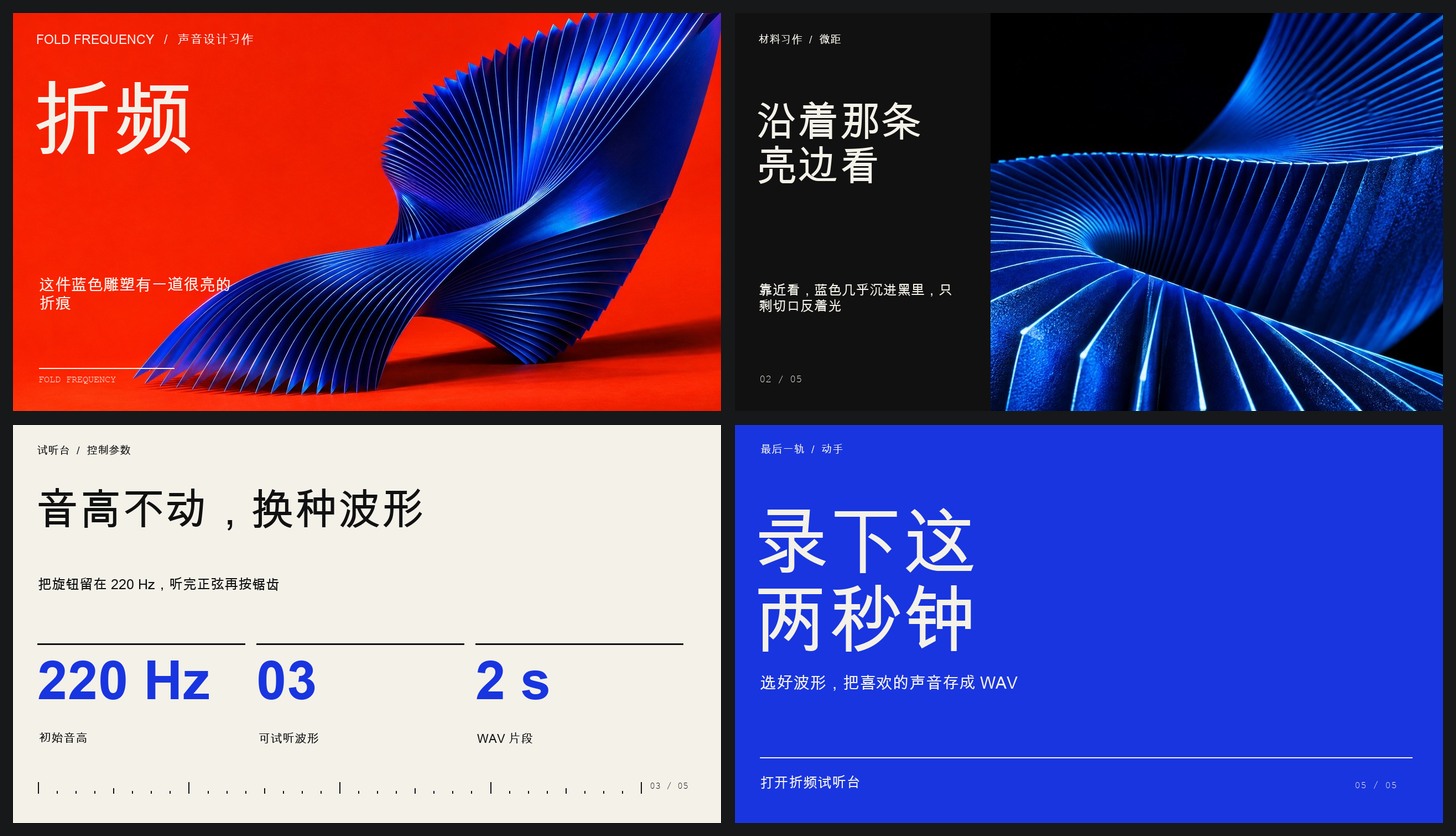 FOLD FREQUENCY / 声音设计习作
折频
这件蓝色雕塑有一道很亮的
折痕
FOLD FREQUENCY
材料习作 / 微距
沿着那条
亮边看
靠近看，蓝色几乎沉进黑里，只
剩切口反着光
02 / 05
试听台 / 控制参数
音高不动，换种波形
把旋钮留在 220 Hz，听完正弦再按锯齿
220 Hz 03 2 s
初始音高 可试听波形 WAV 片段
03 / 05
最后一轨 / 动手
录下这
两秒钟
选好波形，把喜欢的声音存成 WAV
打开折频试听台 05 / 05